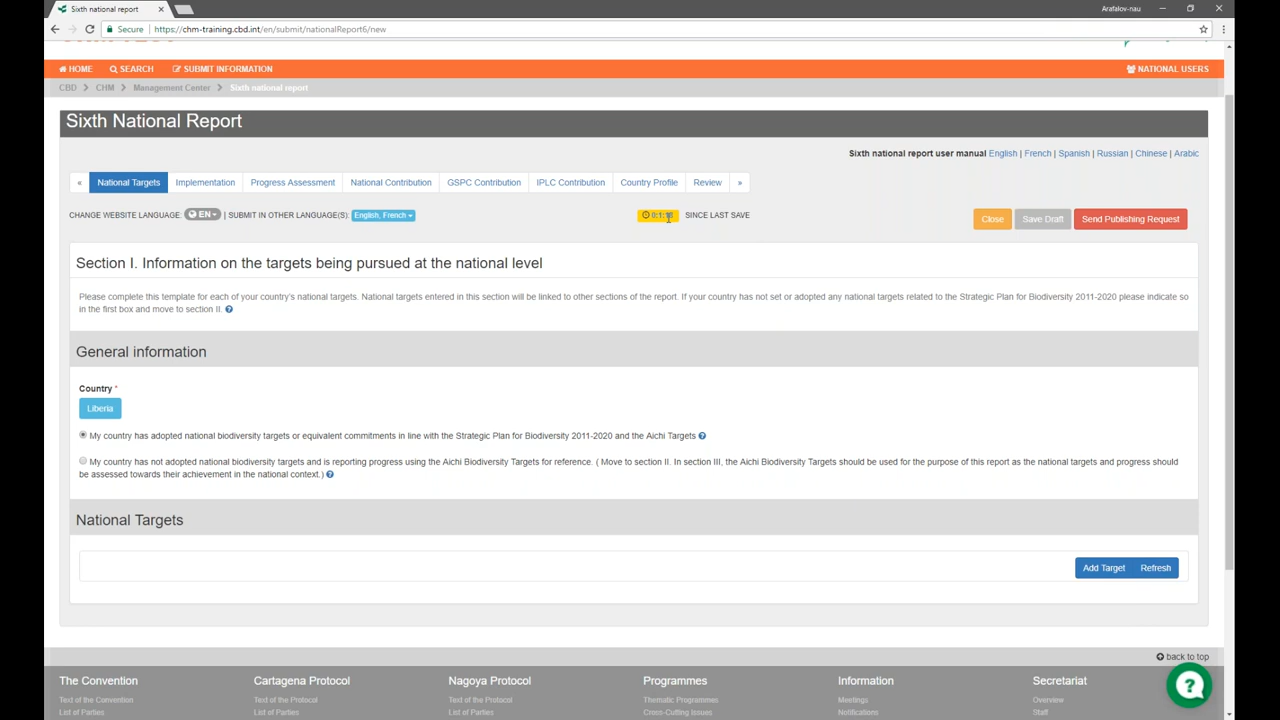 Sixth national report
Arafalov-nau
Secure https://chm-training.cbd.int/en/submit/nationalReport6/new
HOME SEARCH SUBMIT INFORMATION NATIONAL USERS
CBD CHM Management Center Sixth national report
Sixth National Report
Sixth national report user manual English | French | Spanish | Russian | Chinese | Arabic
« National Targets Implementation Progress Assessment National Contribution GSPC Contribution IPLC Contribution Country Profile Review »
CHANGE WEBSITE LANGUAGE: EN | SUBMIT IN OTHER LANGUAGE(S): English, French SINCE LAST SAVE
Close Save Draft Send Publishing Request
Section I. Information on the targets being pursued at the national level
Please complete this template for each of your country's national targets. National targets entered in this section will be linked to other sections of the report. If your country has not set or adopted any national targets related to the Strategic Plan for Biodiversity 2011-2020 please indicate so
in the first box and move to section II.
General information
Country *
Liberia
My country has adopted national biodiversity targets or equivalent commitments in line with the Strategic Plan for Biodiversity 2011-2020 and the Aichi Targets
My country has not adopted national biodiversity targets and is reporting progress using the Aichi Biodiversity Targets for reference. ( Move to section II. In section III, the Aichi Biodiversity Targets should be used for the purpose of this report as the national targets and progress should
be assessed towards their achievement in the national context.)
National Targets
Add Target Refresh
back to top
The Convention Cartagena Protocol Nagoya Protocol Programmes Information Secretariat
Text of the Convention Text of the Protocol Text of the Protocol Thematic Programmes Meetings Overview
List of Parties List of Parties List of Parties Cross-Cutting Issues Notifications Staff